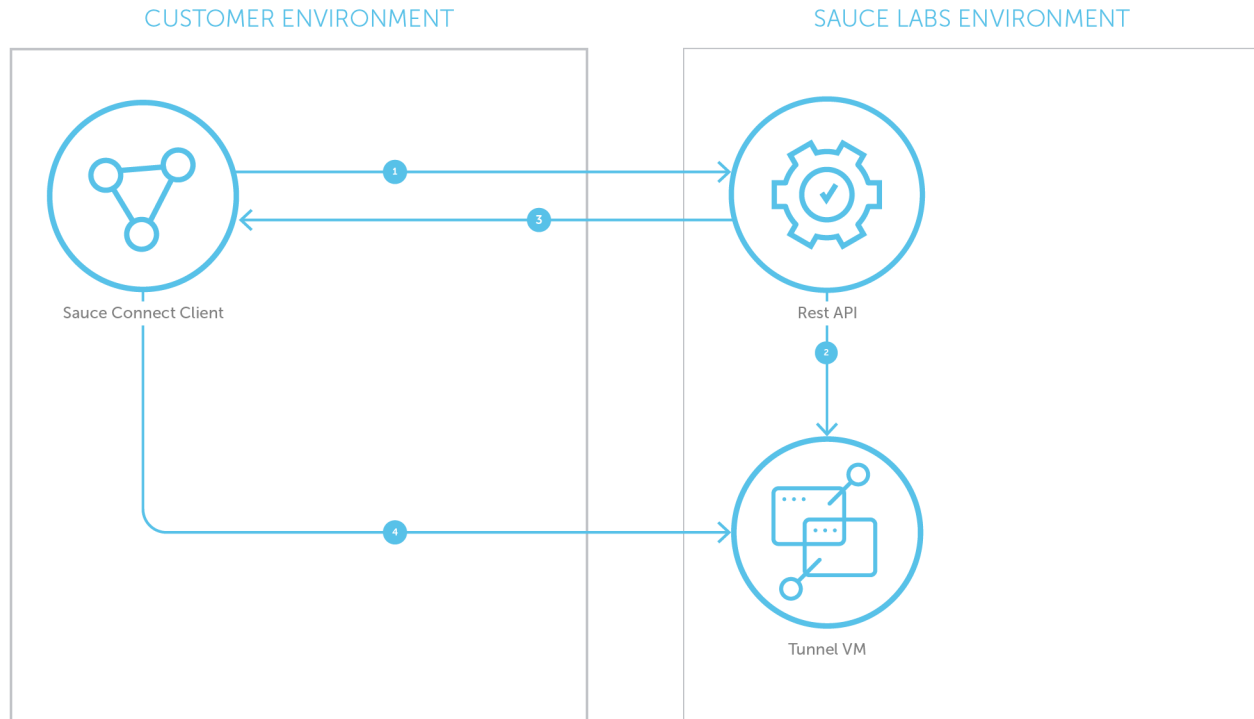 CUSTOMER ENVIRONMENT
SAUCE LABS ENVIRONMENT
1
3
Sauce Connect Client
Rest API
2
4
Tunnel VM